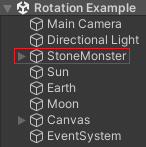 Rotation Example
Main Camera
Directional Light
StoneMonster
Sun
Earth
Moon
Canvas
EventSystem